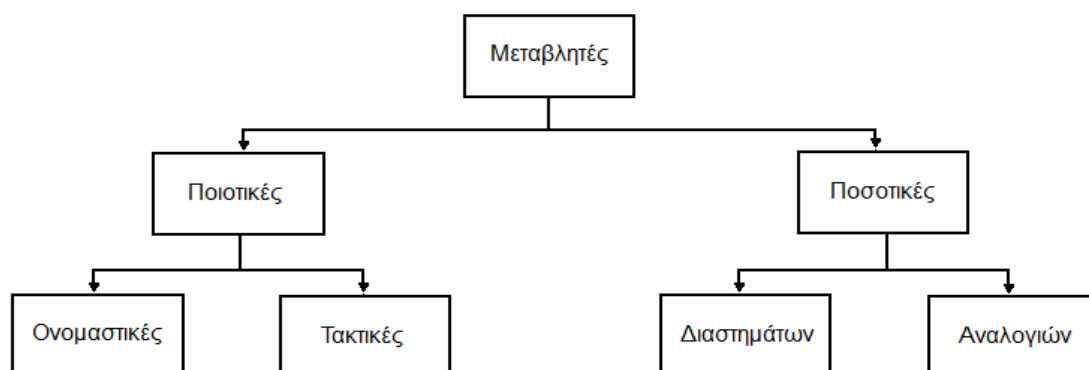 Μεταβλητές
Ποιοτικές
Ποσοτικές
Ονομαστικές
Τακτικές
Διαστημάτων
Αναλογιών